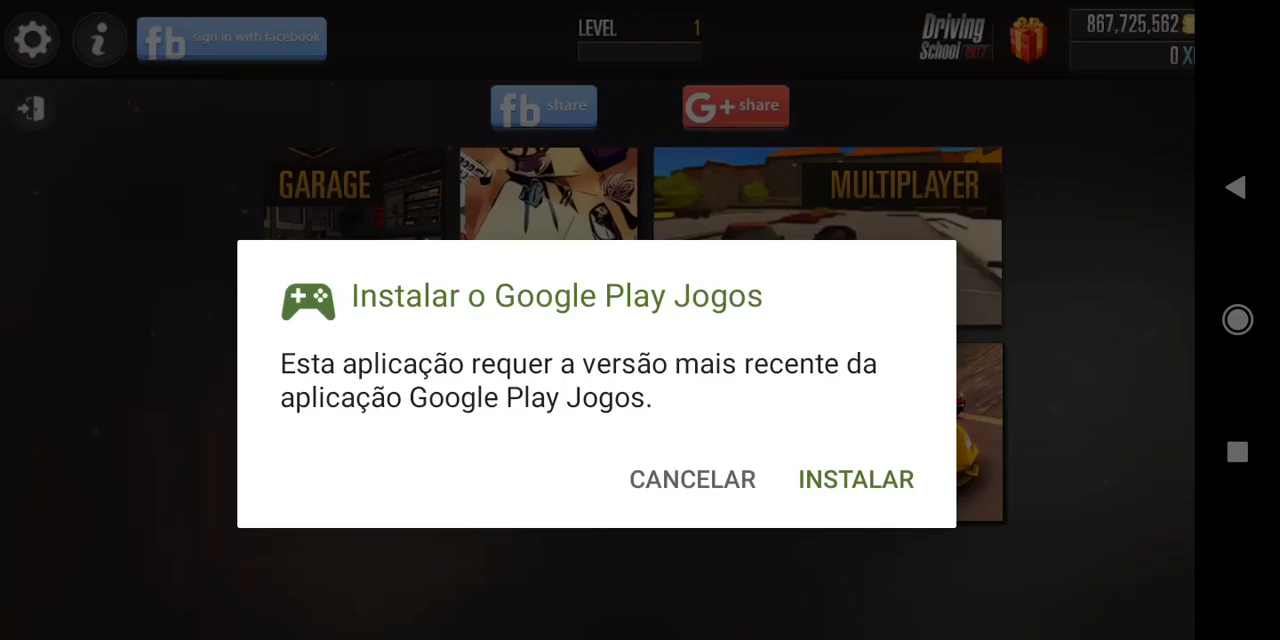 fb sign in with facebook
LEVEL 1
Driving
School 2017
867,725,562
0 X
fb share
G+ share
GARAGE
MULTIPLAYER
Instalar o Google Play Jogos
Esta aplicação requer a versão mais recente da
aplicação Google Play Jogos.
CANCELAR INSTALAR